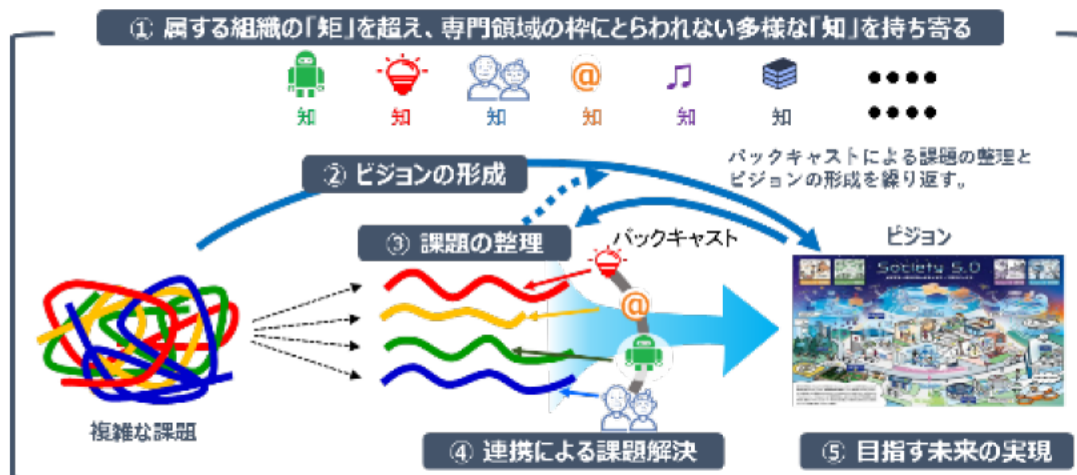 ① 属する組織の「矩」を超え、専門領域の枠にとらわれない多様な「知」を持ち寄る
@
知 知 知 知 知 知
② ビジョンの形成
バックキャストによる課題の整理と
ビジョンの形成を繰り返す。
③ 課題の整理
バックキャスト
ビジョン
Society 5.0
@
複雑な課題
④ 連携による課題解決
⑤ 目指す未来の実現